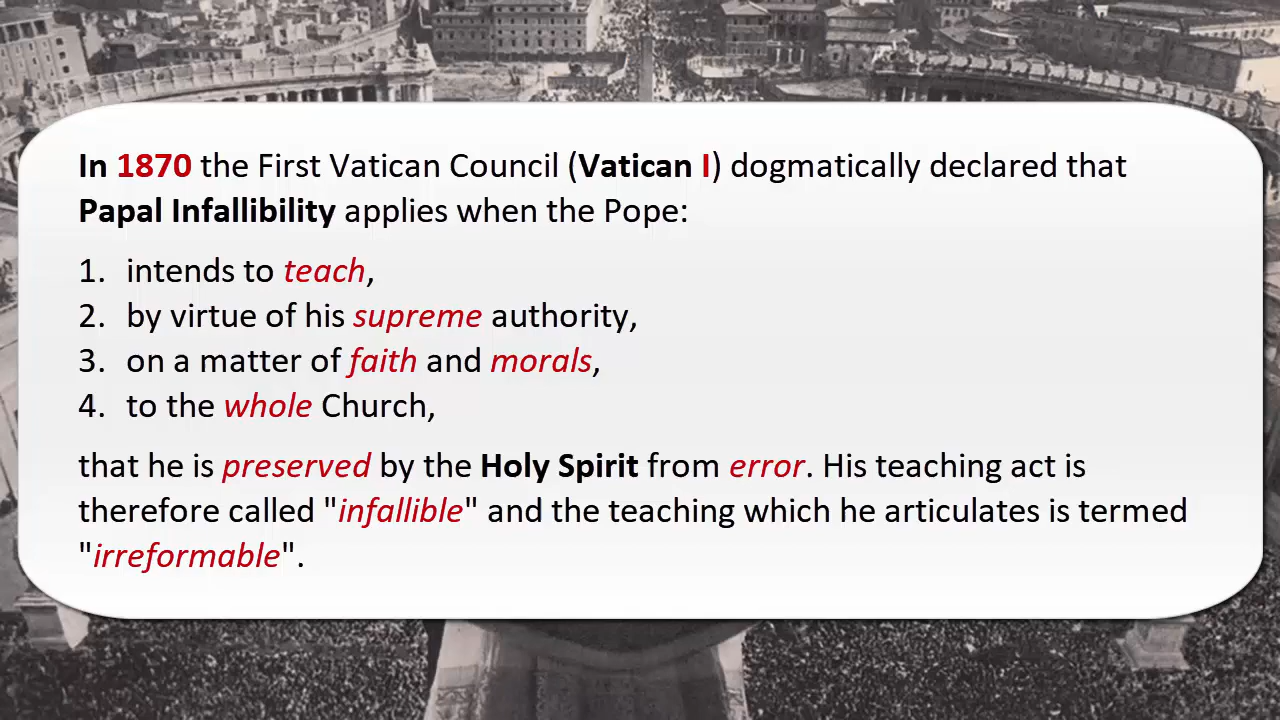 In 1870 the First Vatican Council (Vatican I) dogmatically declared that
Papal Infallibility applies when the Pope:
1. intends to teach,
2. by virtue of his supreme authority,
3. on a matter of faith and morals,
4. to the whole Church,
that he is preserved by the Holy Spirit from error. His teaching act is
therefore called "infallible" and the teaching which he articulates is termed
"irreformable".